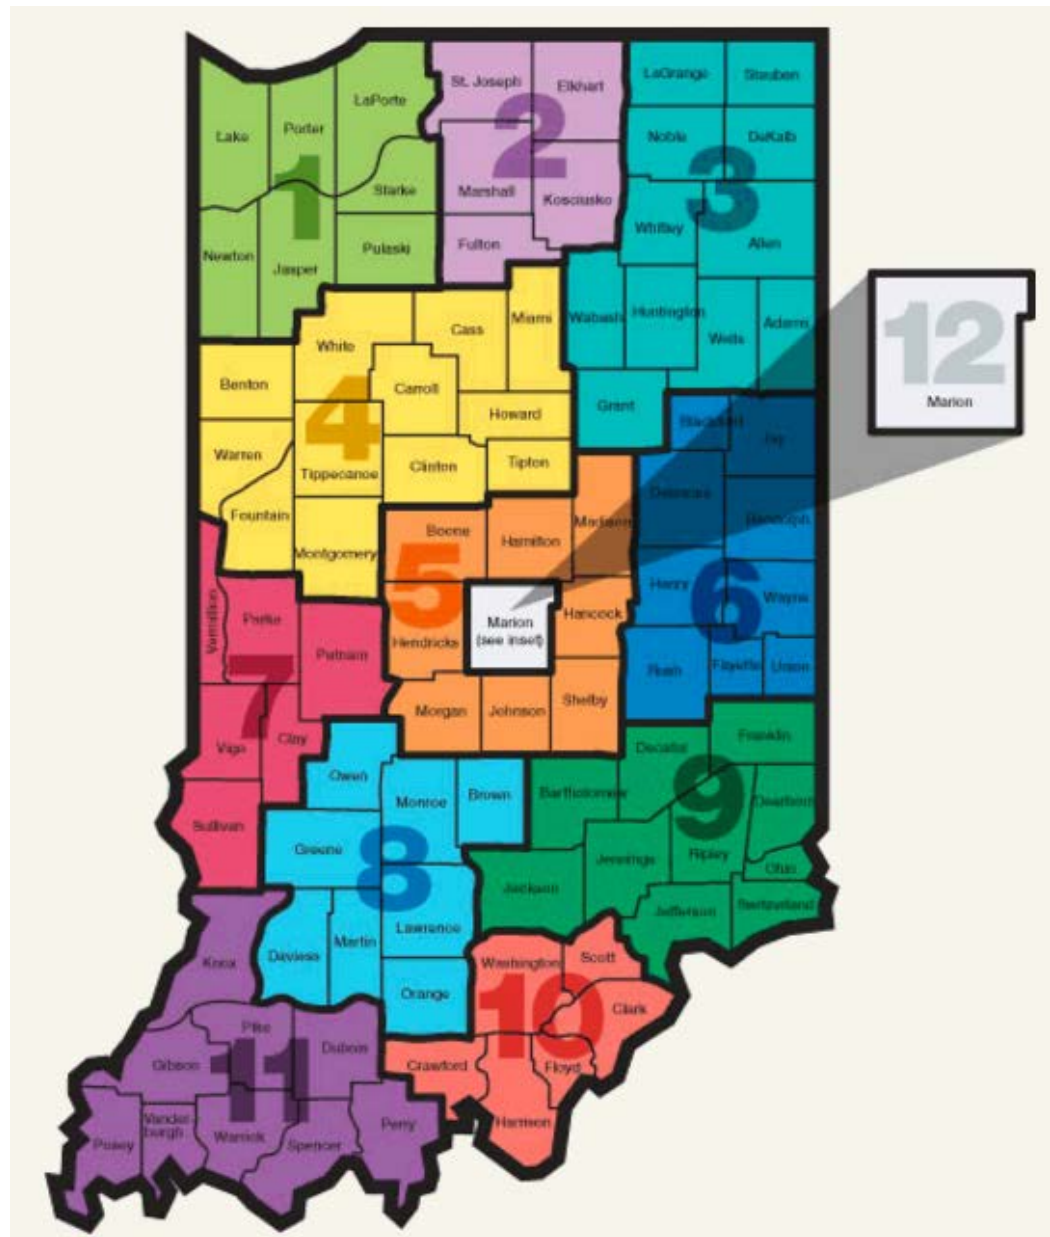 St. Joseph
Elkhart
LaGrange
Steuben
LaPorte
Lake
Porter
2
Noble
DeKalb
1
Starke
Marshall
Kosciusko
3
Whitley
Allen
Newton
Jasper
Pulaski
Fulton
White
Cass
Miami
Wabash
Huntington
Wells
Adams
12
Marion
Benton
4
Carroll
Howard
Grant
Blackford
Jay
Warren
Tippecanoe
Clinton
Tipton
Fountain
Montgomery
Boone
Hamilton
Madison
Delaware
Randolph
5
Vermillion
Parke
Putnam
Hendricks
Marion
(see inset)
Hancock
Henry
6
Wayne
7
Rush
Fayette
Union
Vigo
Clay
Morgan
Johnson
Shelby
Owen
Monroe
Brown
Decatur
Franklin
Bartholomew
9
Dearborn
Sullivan
Greene
8
Jennings
Ripley
Ohio
Jackson
Jefferson
Switzerland
Knox
Daviess
Martin
Lawrence
Orange
Washington
Scott
10
Clark
Pike
Dubois
Gibson
11
Crawford
Floyd
Harrison
Posey
Vander-
burgh
Warrick
Spencer
Perry